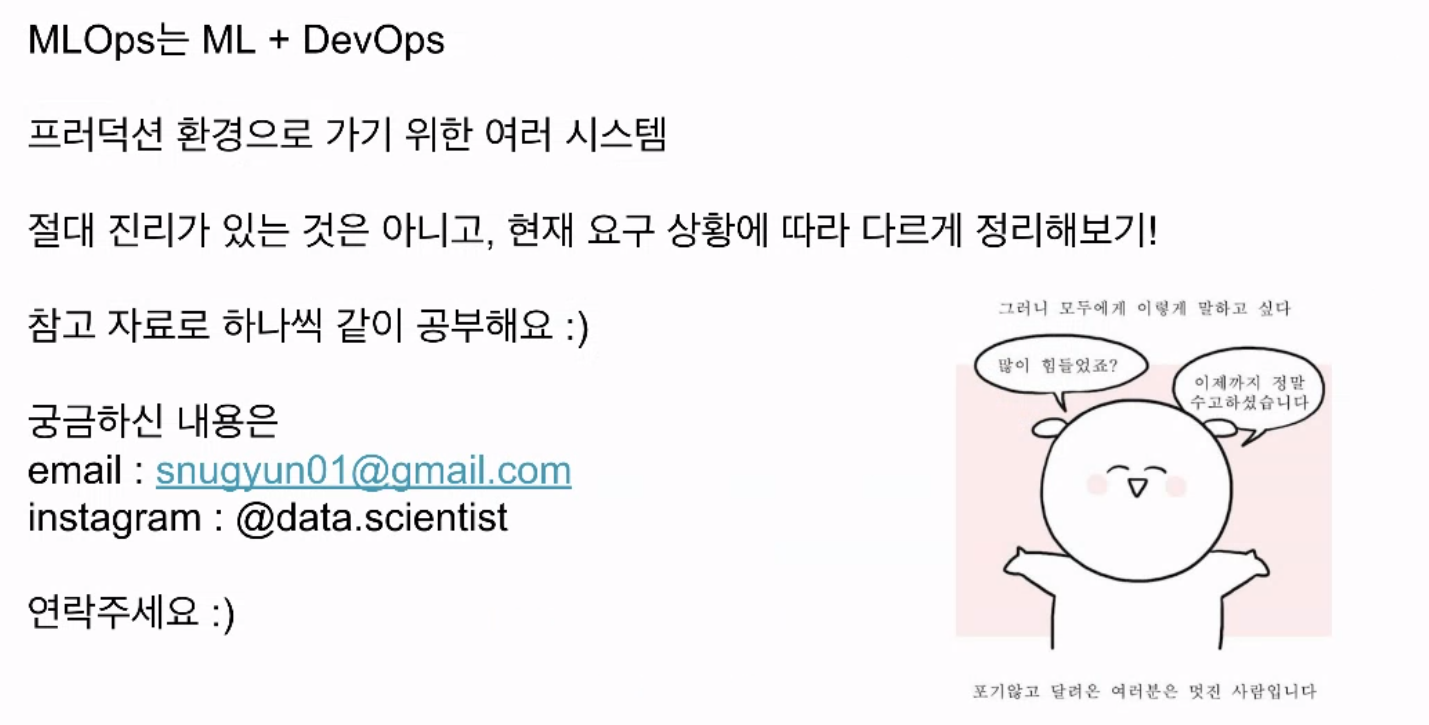 MLOps는 ML + DevOps
프러덕션 환경으로 가기 위한 여러 시스템
절대 진리가 있는 것은 아니고, 현재 요구 상황에 따라 다르게 정리해보기!
참고 자료로 하나씩 같이 공부해요 :)
궁금하신 내용은
email : snugyun01@gmail.com
instagram : @data.scientist
연락주세요 :)
그러니 모두에게 이렇게 말하고 싶다
많이 힘들었죠?
이제까지 정말
수고하셨습니다
포기않고 달려온 여러분은 멋진 사람입니다